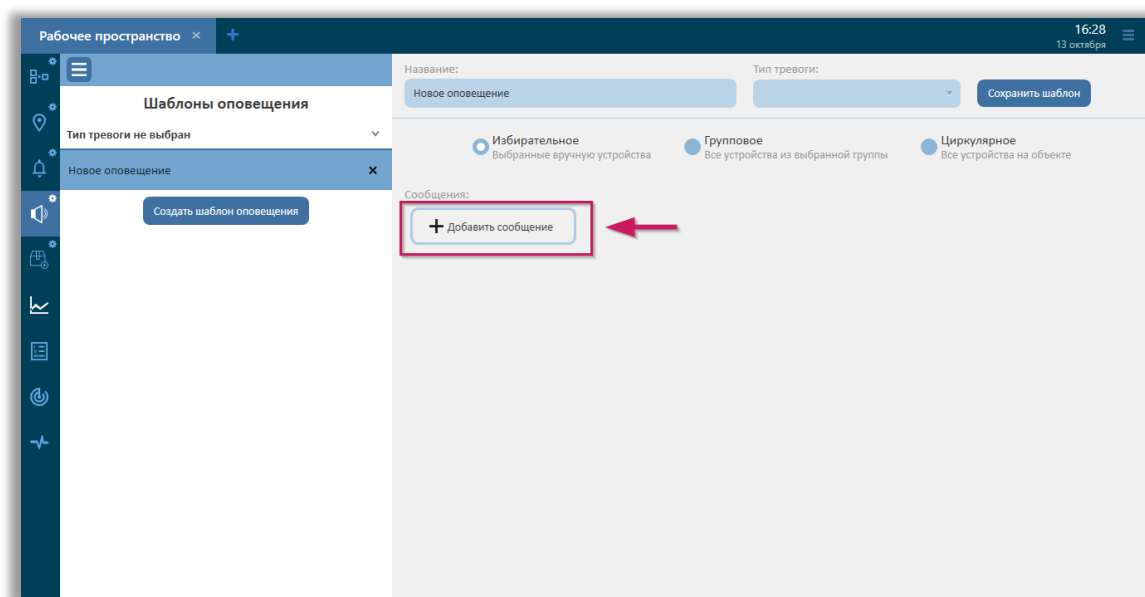 Рабочее пространство
16:28
13 октября
Шаблоны оповещения
Тип тревоги не выбран
Новое оповещение
Создать шаблон оповещения
Название:
Тип тревоги:
Новое оповещение
Сохранить шаблон
Избирательное
Выбранные вручную устройства
Групповое
Все устройства из выбранной группы
Циркулярное
Все устройства на объекте
Сообщения:
Добавить сообщение